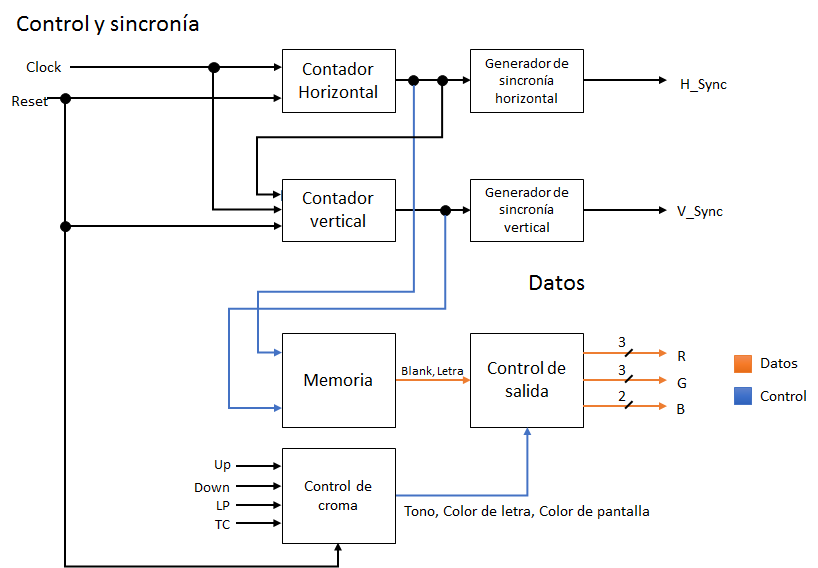 Control y sincronía
Clock
Reset
Contador
Horizontal
Generador de
sincronía
horizontal
H_Sync
Contador
vertical
Generador de
sincronía
vertical
V_Sync
Datos
Memoria
Blank, Letra
Control de
salida
3
R
3
G
2
B
Datos
Control
Up
Down
LP
TC
Control de
croma
Tono, Color de letra, Color de pantalla